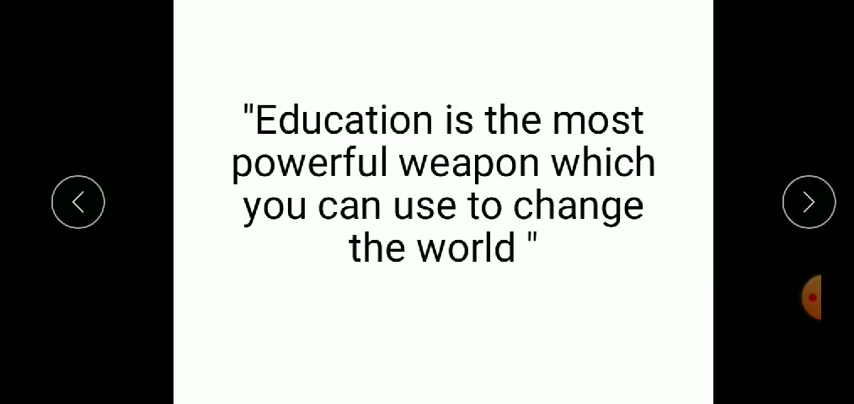 "Education is the most
powerful weapon which
you can use to change
the world "